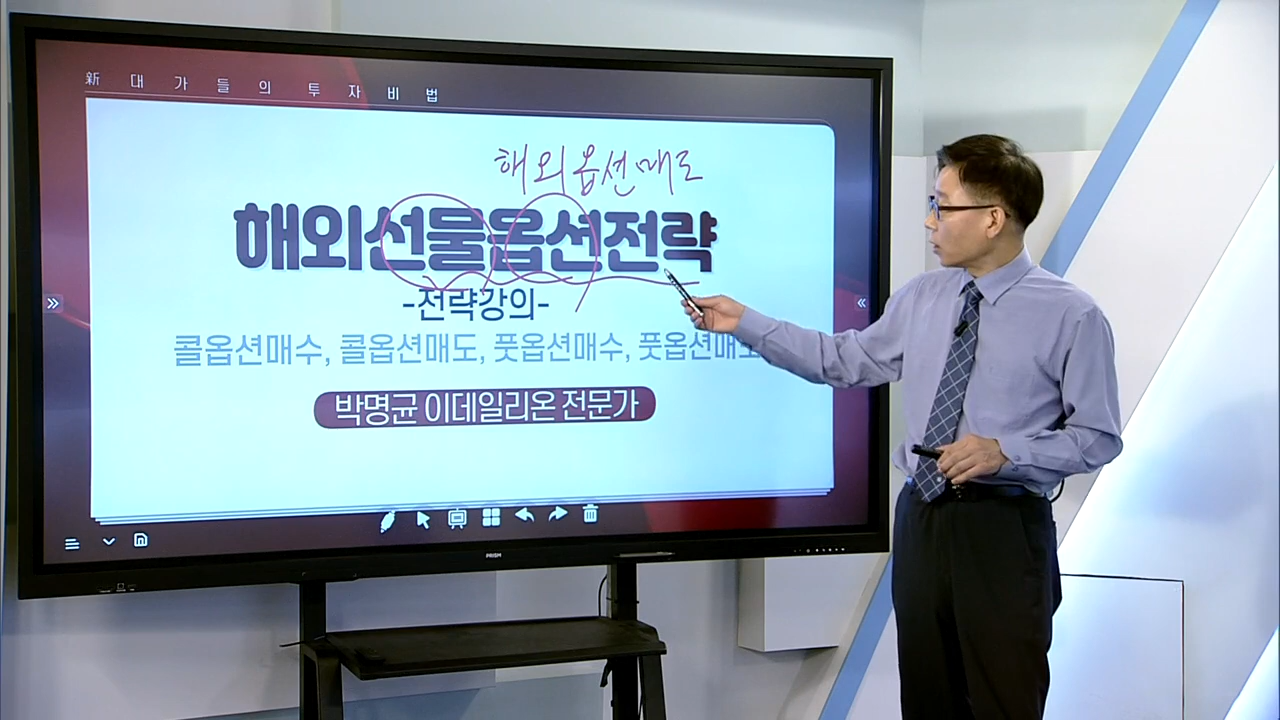 新 대 가 들 의 투 자 비 법
해외옵션매도
해외선물옵션전략
-전략강의-
콜옵션매수, 콜옵션매도, 풋옵션매수, 풋옵션매도
박명균 이데일리온 전문가
PRISM